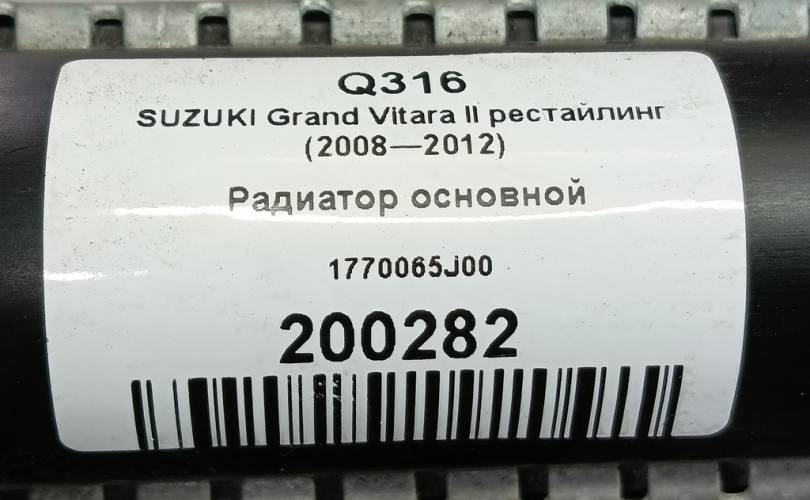 Q316
SUZUKI Grand Vitara II рестайлинг
(2008—2012)
Радиатор основной
1770065J00
200282